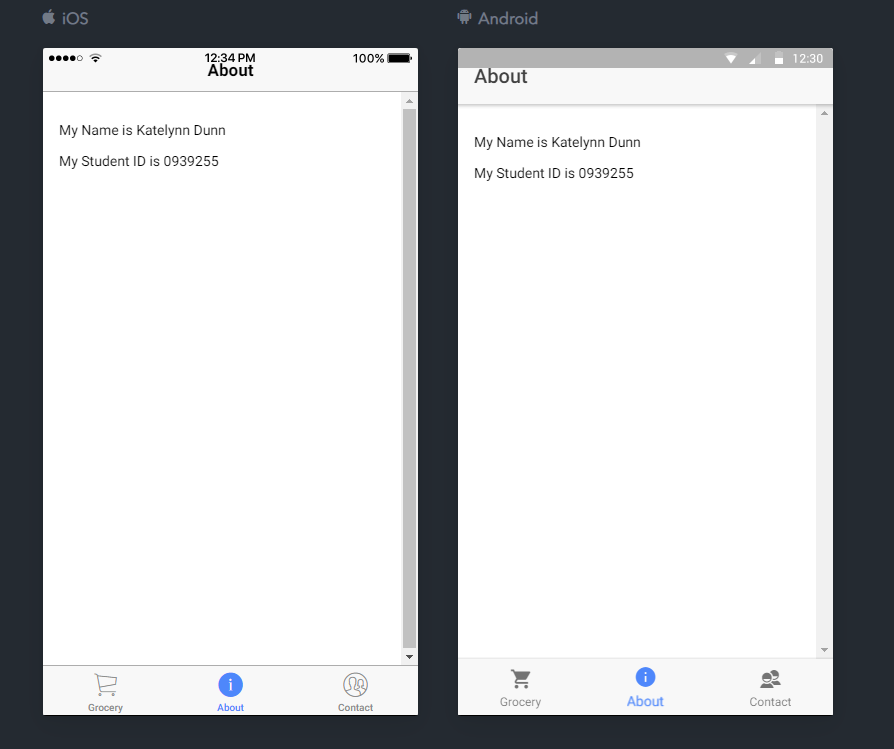 iOS
12:34 PM
100%
About
My Name is Katelynn Dunn
My Student ID is 0939255
Grocery
About
Contact
Android
12:30
About
My Name is Katelynn Dunn
My Student ID is 0939255
Grocery
About
Contact